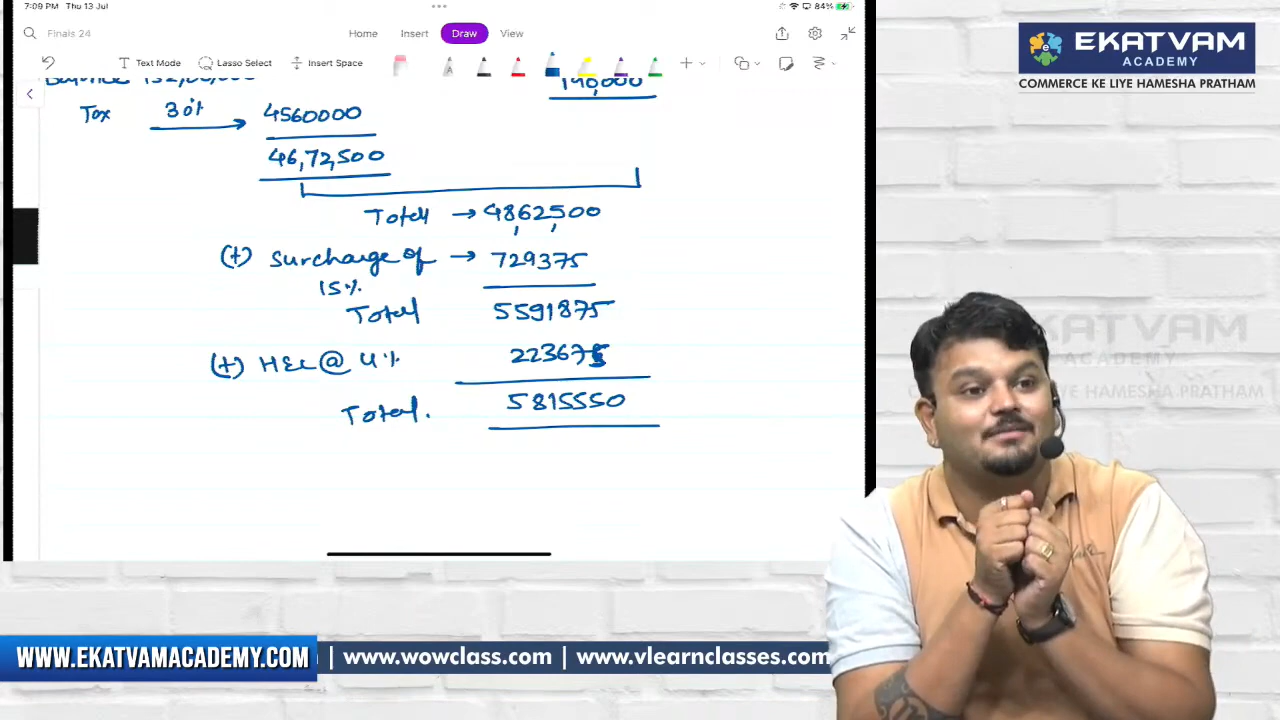 7:09 PM Thu 13 Jul
84%
Finals 24
Home Insert Draw View
Text Mode Lasso Select Insert Space
EKATVAM
ACADEMY
COMMERCE KE LIYE HAMESHA PRATHAM
190,000
Tax 30% → 4560000
46,72,500
Total → 4862500
(+) Surcharge of → 729375
15%
Total 5591875
(+) HEC @ 4% 223675
Total. 5815550
WWW.EKATVAMACADEMY.COM | www.wowclass.com | www.vlearnclasses.com